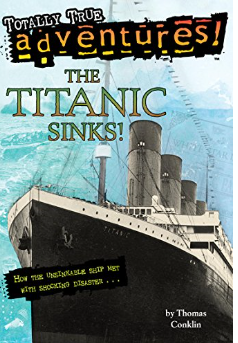 TOTALLY TRUE
adventures!
THE
TITANIC
SINKS!
HOW THE UNSINKABLE SHIP MET
WITH SHOCKING DISASTER . . .
by Thomas
Conklin